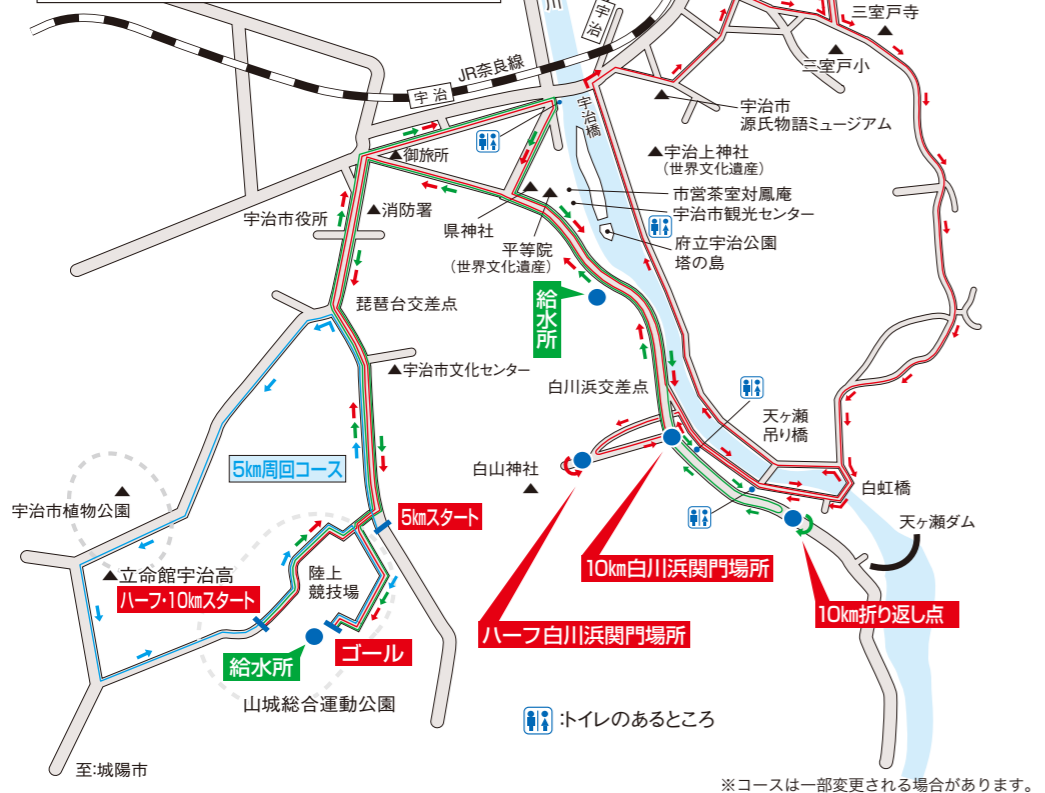 川
宇治
三室戸寺
三室戸小
JR奈良線
宇治
宇治橋
宇治市
源氏物語ミュージアム
▲御旅所
▲宇治上神社
(世界文化遺産)
市営茶室対鳳庵
宇治市観光センター
▲消防署
宇治市役所
県神社
平等院
(世界文化遺産)
府立宇治公園
塔の島
給水所
琵琶台交差点
▲宇治市文化センター
白川浜交差点
天ヶ瀬
吊り橋
5km周回コース
白山神社
白虹橋
宇治市植物公園
5kmスタート
天ヶ瀬ダム
▲立命館宇治高
陸上
競技場
ハーフ・10kmスタート
10km白川浜関門場所
10km折り返し点
ハーフ白川浜関門場所
ゴール
給水所
山城総合運動公園
:トイレのあるところ
至:城陽市
※コースは一部変更される場合があります。